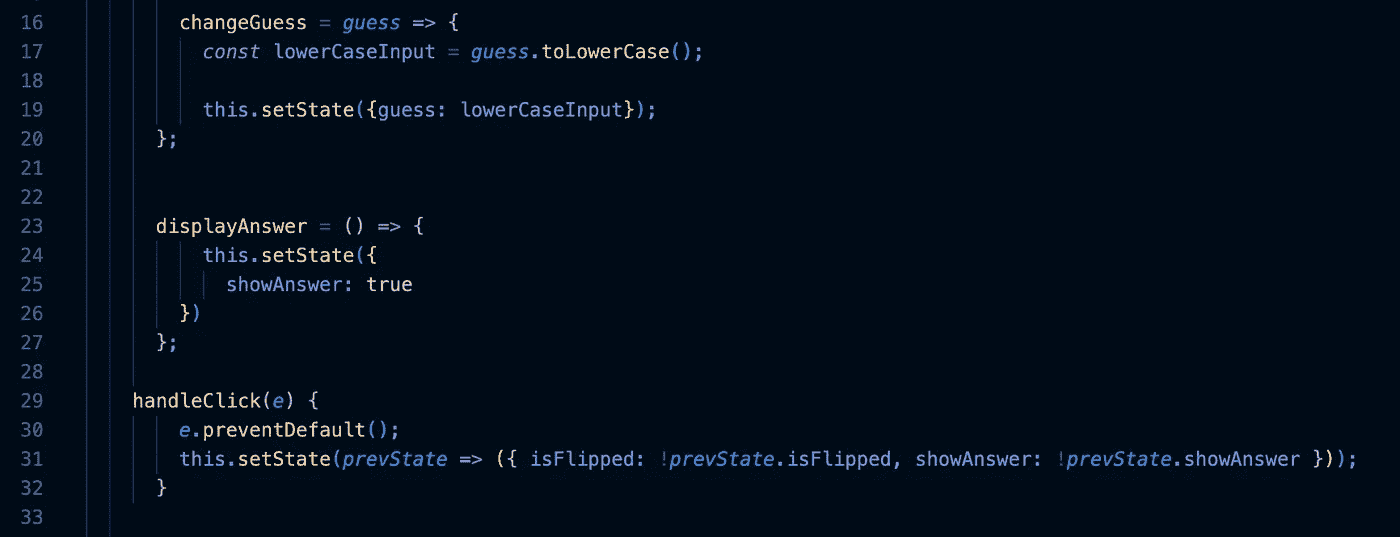 16 changeGuess = guess => {
17 const lowerCaseInput = guess.toLowerCase();
18
19 this.setState({guess: lowerCaseInput});
20 };
21
22
23 displayAnswer = () => {
24 this.setState({
25 showAnswer: true
26 })
27 };
28
29 handleClick(e) {
30 e.preventDefault();
31 this.setState(prevState => ({ isFlipped: !prevState.isFlipped, showAnswer: !prevState.showAnswer }));
32 }
33